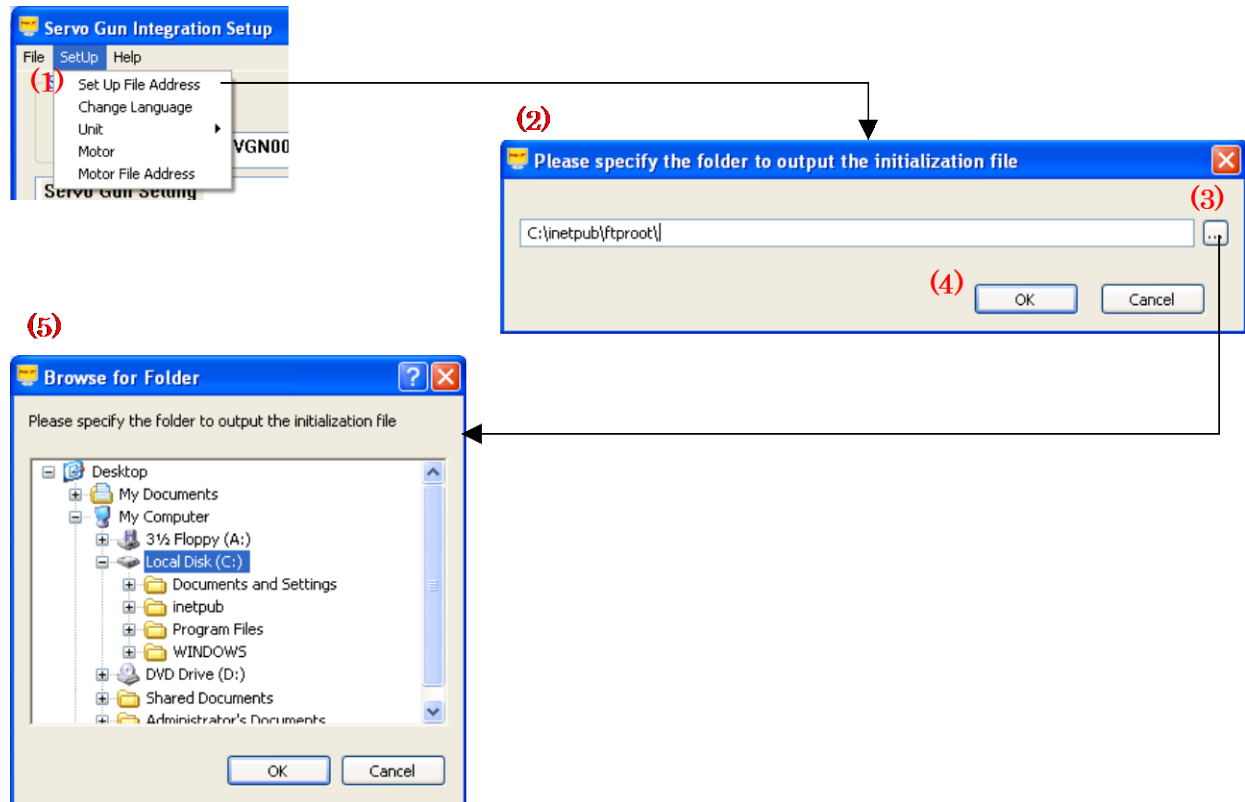 Servo Gun Integration Setup
File SetUp Help
(1)
Set Up File Address
Change Language
Unit
Motor
Motor File Address
VGN00
Servo Gun Setting
(2)
Please specify the folder to output the initialization file
(3)
C:\inetpub\ftproot\
...
(4)
OK Cancel
(5)
Browse for Folder
Please specify the folder to output the initialization file
Desktop
My Documents
My Computer
3½ Floppy (A:)
Local Disk (C:)
Documents and Settings
inetpub
Program Files
WINDOWS
DVD Drive (D:)
Shared Documents
Administrator's Documents
OK Cancel